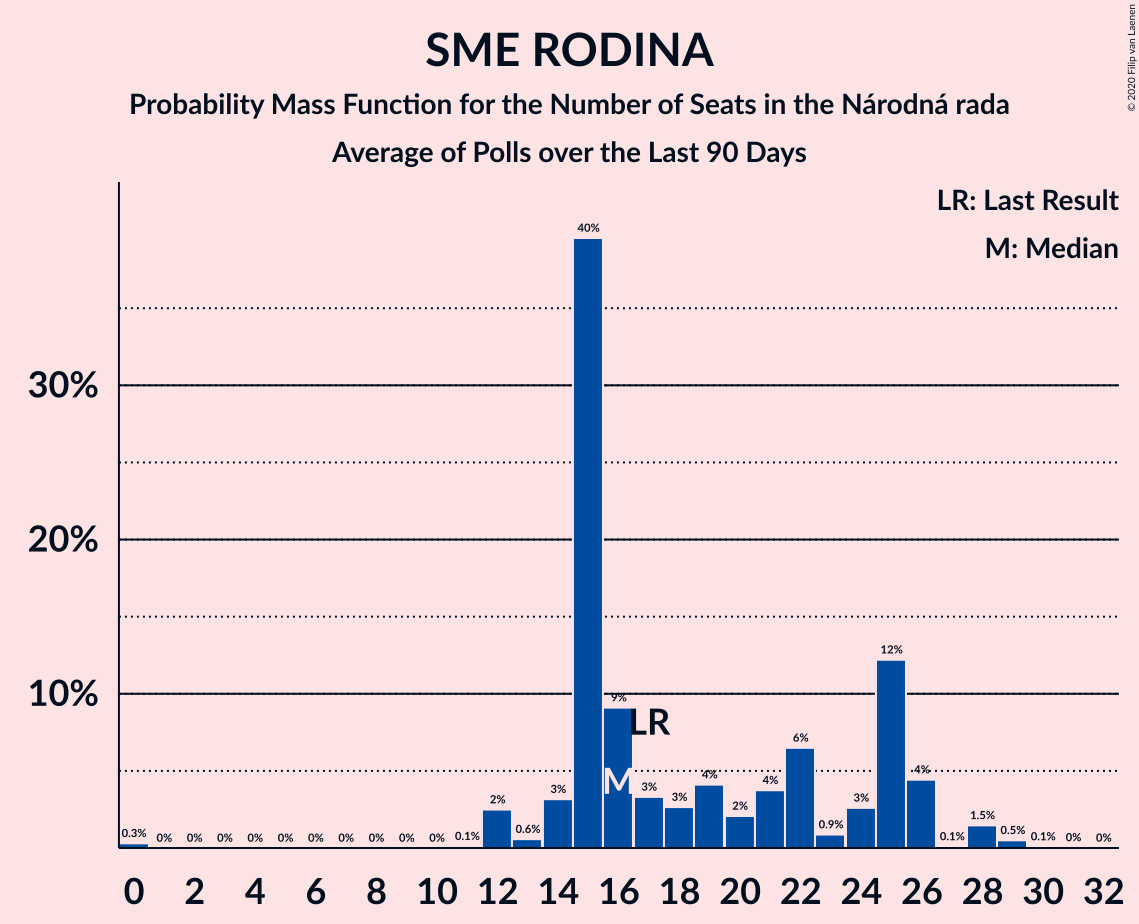 SME RODINA
Probability Mass Function for the Number of Seats in the Národná rada
Average of Polls over the Last 90 Days
© 2020 Filip van Laenen
LR: Last Result
M: Median
30%
20%
10%
0.3% 0% 0% 0% 0% 0% 0% 0% 0% 0% 0% 0.1% 2% 0.6% 3% 40% 9% 3% 3% 4% 2% 4% 6% 0.9% 3% 12% 4% 0.1% 1.5% 0.5% 0.1% 0% 0%
LR
M
0 2 4 6 8 10 12 14 16 18 20 22 24 26 28 30 32